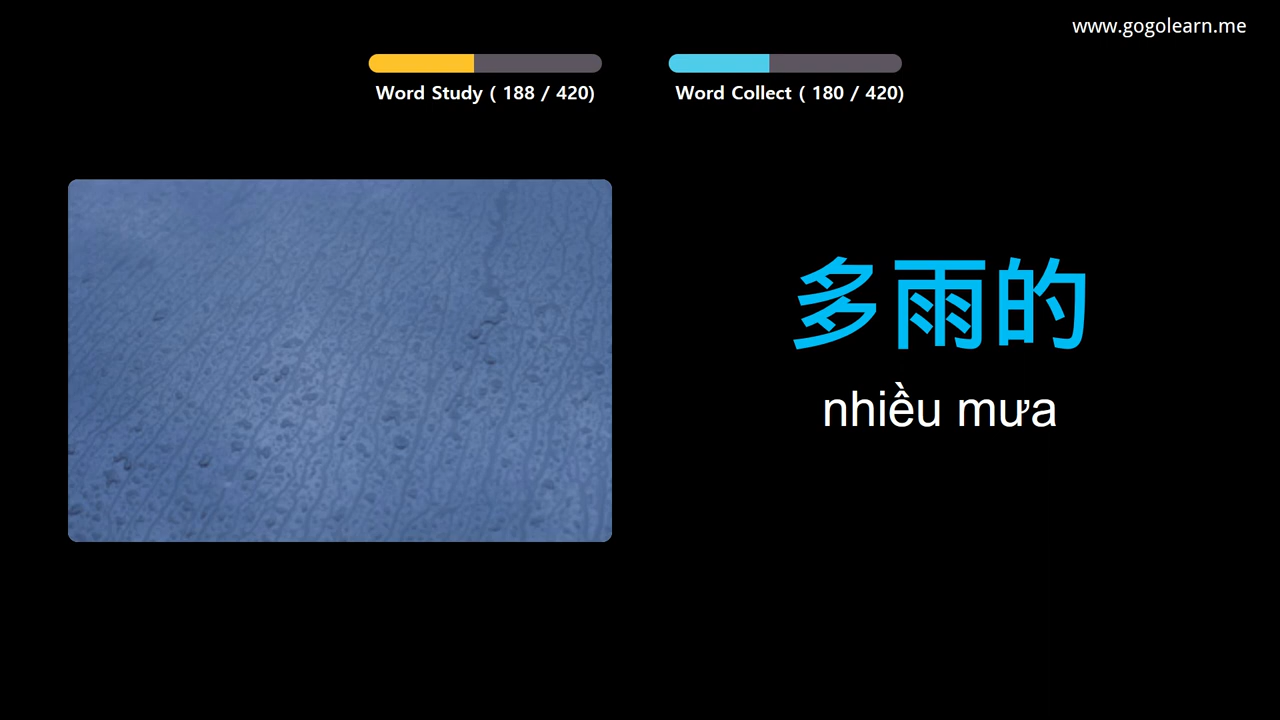 www.gogolearn.me
Word Study ( 188 / 420)
Word Collect ( 180 / 420)
多雨的
nhiều mưa